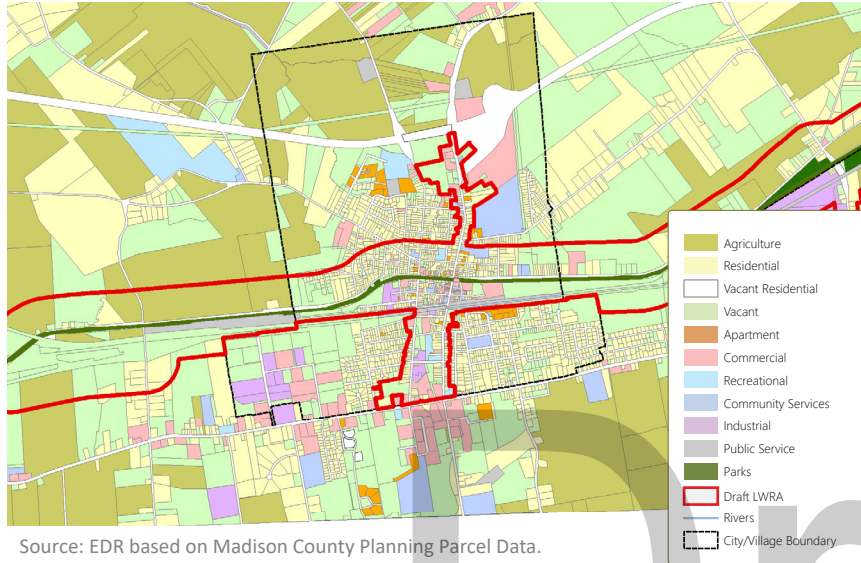 Agriculture
Residential
Vacant Residential
Vacant
Apartment
Commercial
Recreational
Community Services
Industrial
Public Service
Parks
Draft LWRA
Rivers
City/Village Boundary
Source: EDR based on Madison County Planning Parcel Data.